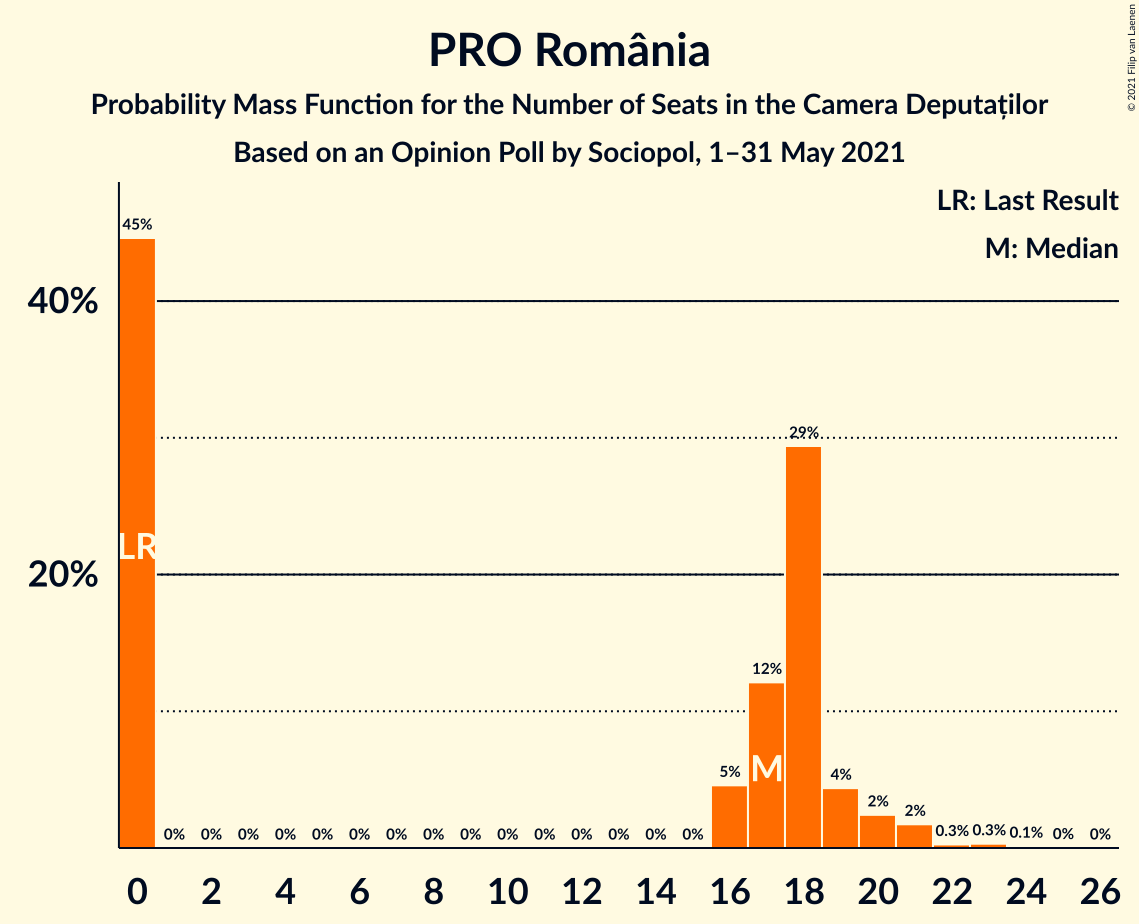 PRO România
Probability Mass Function for the Number of Seats in the Camera Deputaților
Based on an Opinion Poll by Sociopol, 1–31 May 2021
© 2021 Filip van Laenen
LR: Last Result
M: Median
45%
40%
29%
LR
20%
12%
M
5%
4%
2%
2%
0% 0% 0% 0% 0% 0% 0% 0% 0% 0% 0% 0% 0% 0% 0% 0.3% 0.3% 0.1% 0% 0%
0 2 4 6 8 10 12 14 16 18 20 22 24 26